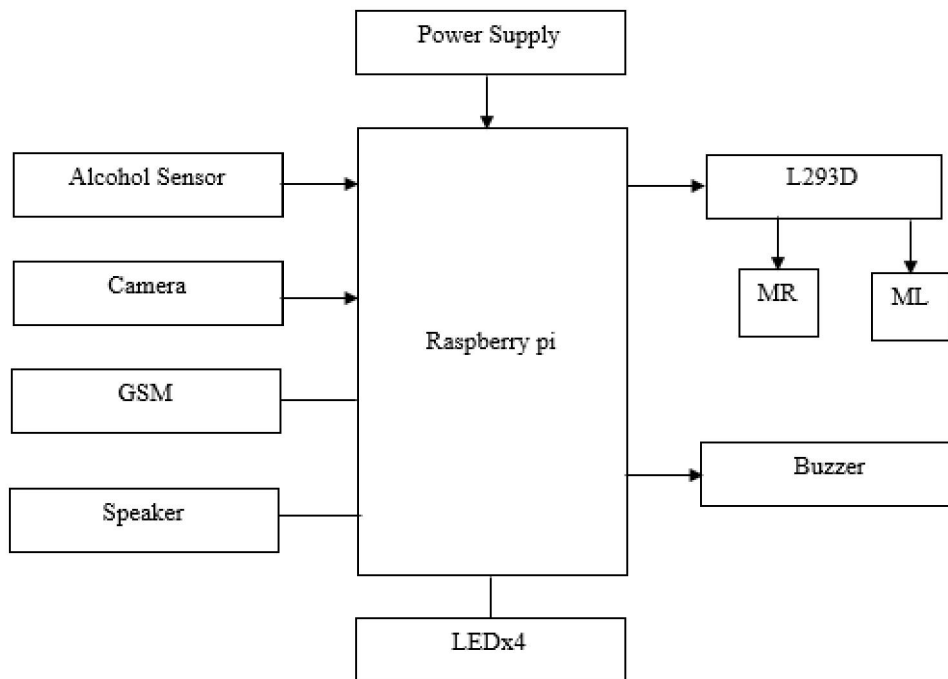 Power Supply
Alcohol Sensor
L293D
Camera
MR
ML
Raspberry pi
GSM
Buzzer
Speaker
LEDx4